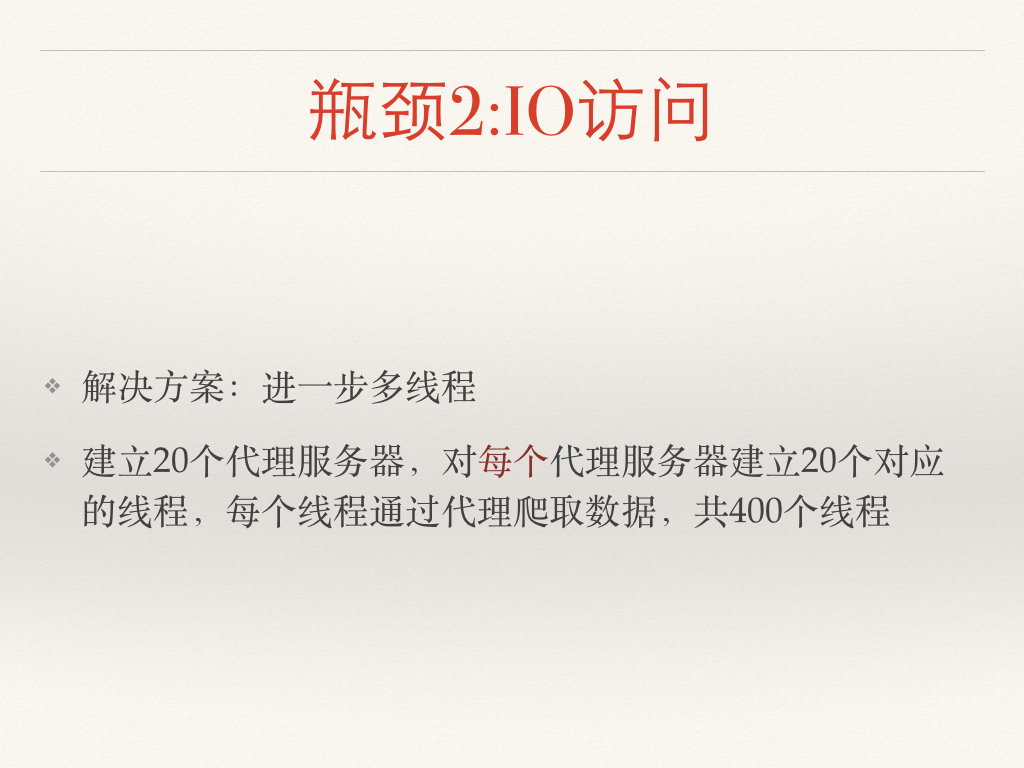 瓶颈2:IO访问
❖ 解决方案：进一步多线程
❖ 建立20个代理服务器，对每个代理服务器建立20个对应
的线程，每个线程通过代理爬取数据，共400个线程